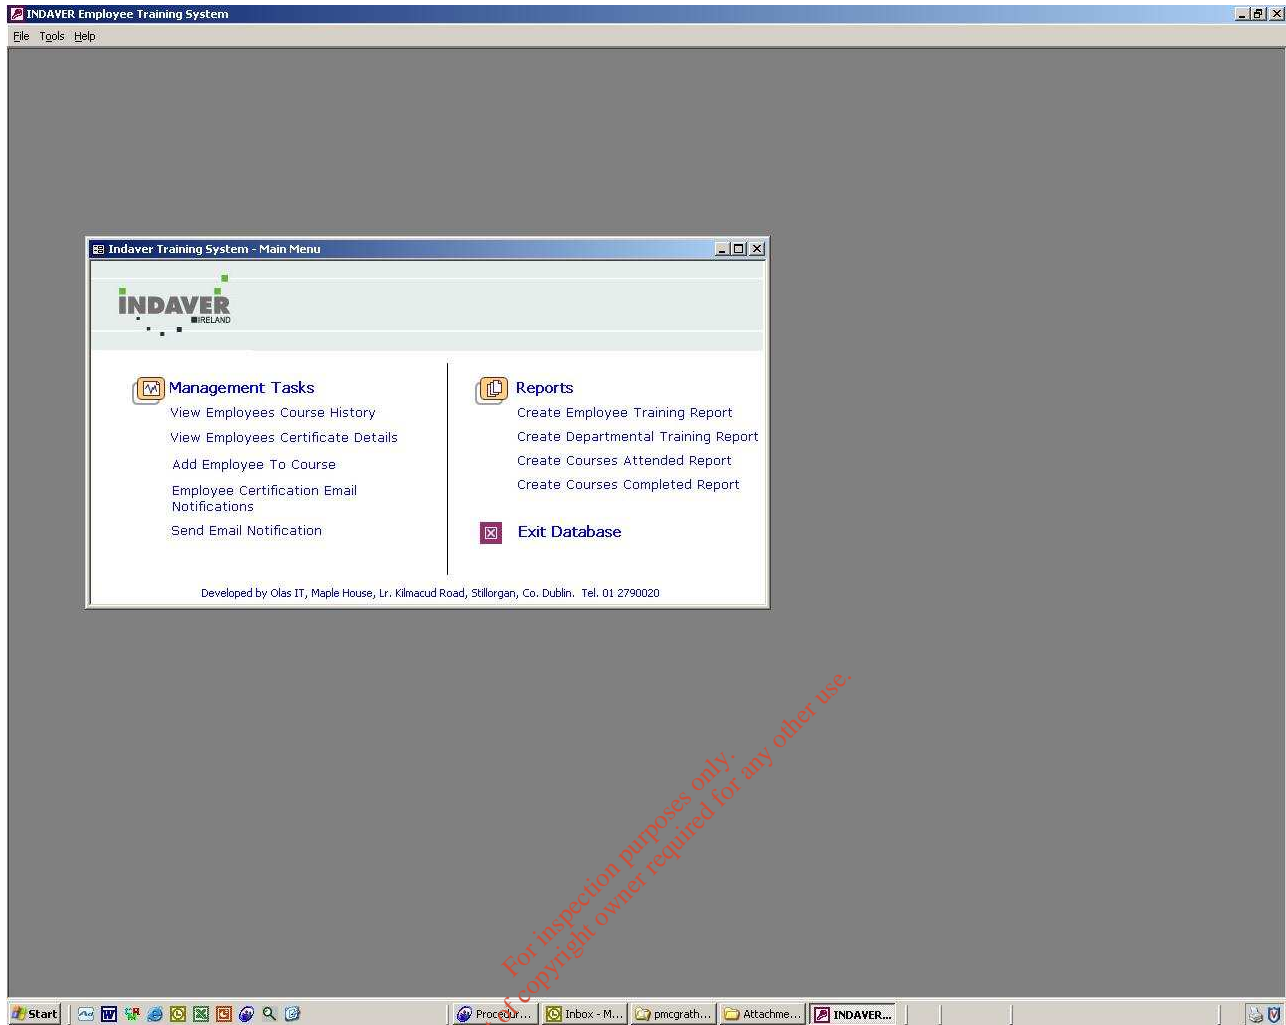 INDAVER Employee Training System
File Tools Help
Indaver Training System - Main Menu
INDAVER
IRELAND
Management Tasks
View Employees Course History
View Employees Certificate Details
Add Employee To Course
Employee Certification Email
Notifications
Send Email Notification
Reports
Create Employee Training Report
Create Departmental Training Report
Create Courses Attended Report
Create Courses Completed Report
Exit Database
Developed by Olas IT, Maple House, Lr. Kilmacud Road, Stillorgan, Co. Dublin. Tel. 01 2790020
For inspection purposes only.
of copyright owner required for any other use.
Start Procedur... Inbox - M... pmcgrath... Attachme... INDAVER...